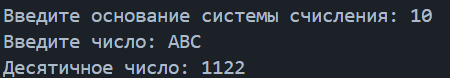 Введите основание системы счисления: 10
Введите число: ABC
Десятичное число: 1122